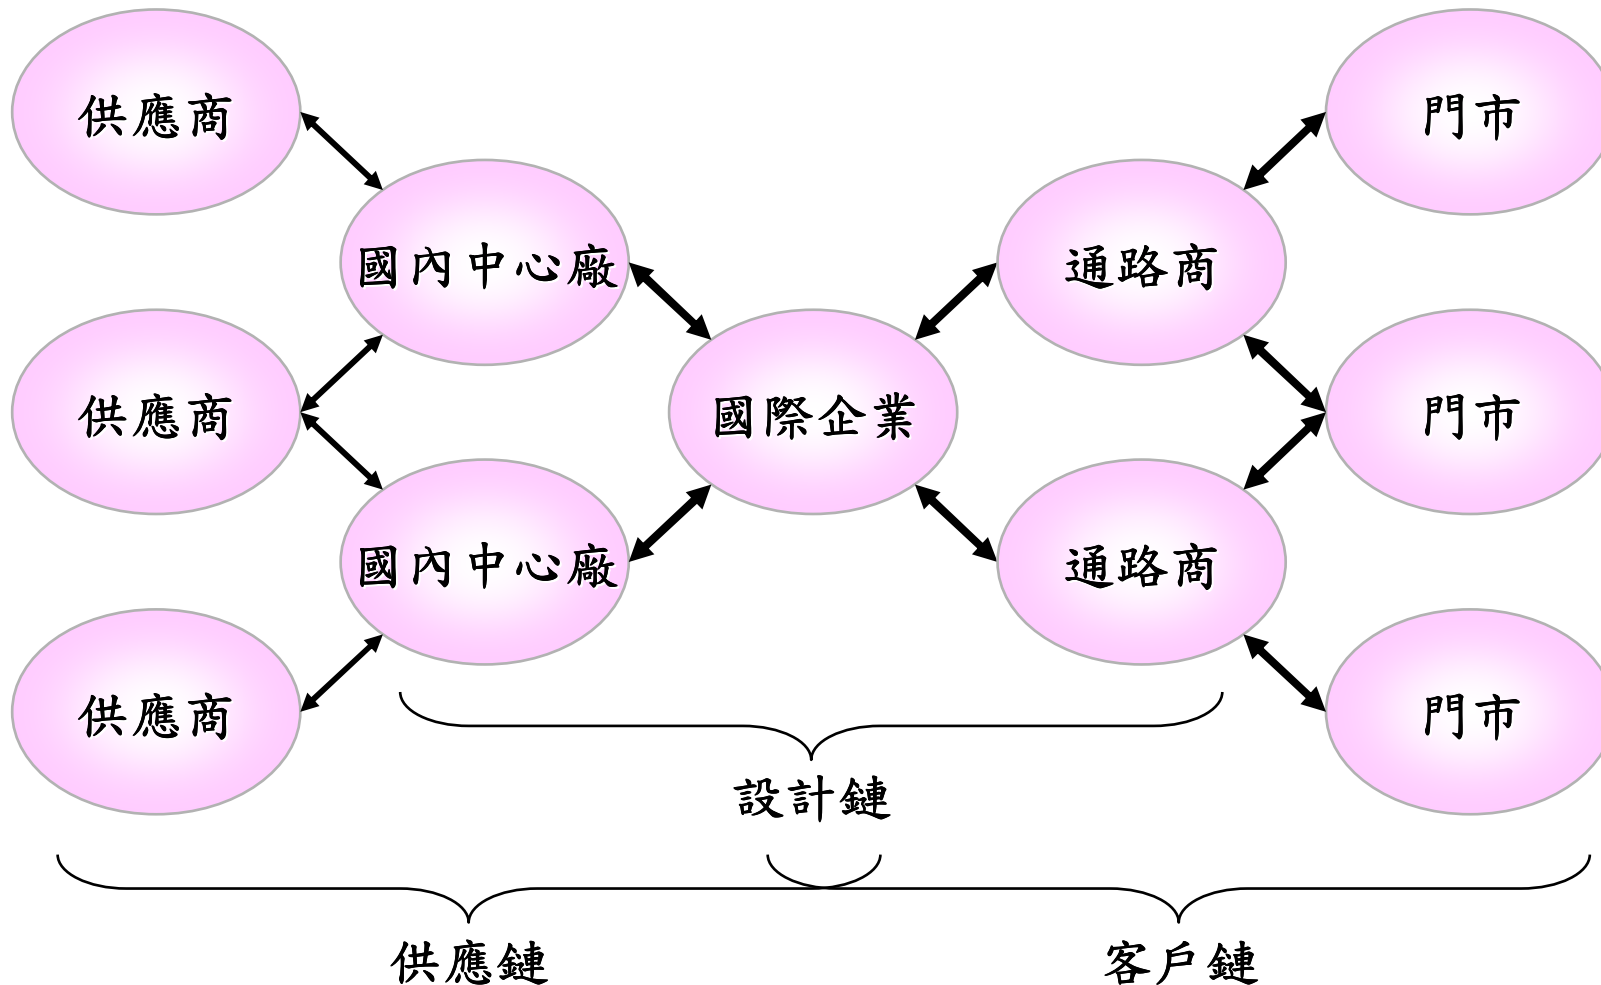 供應商
門市
國內中心廠
通路商
供應商
國際企業
門市
國內中心廠
通路商
供應商
門市
設計鏈
供應鏈
客戶鏈